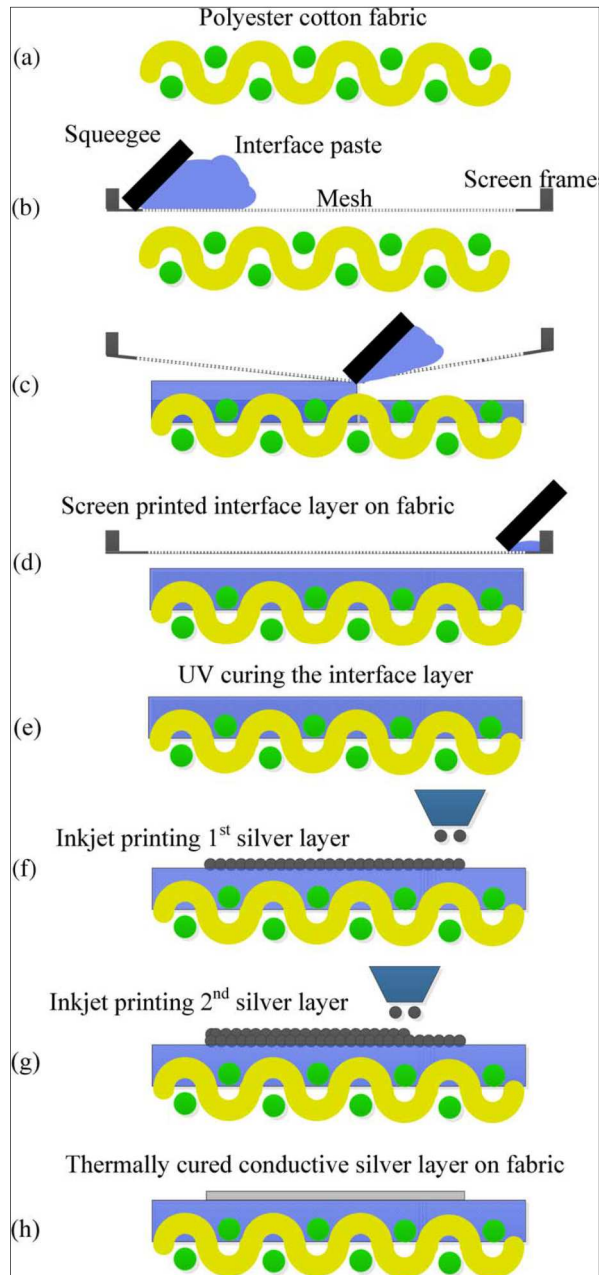 Polyester cotton fabric
(a)
Squeegee
Interface paste
Screen frame
Mesh
(b)
(c)
Screen printed interface layer on fabric
(d)
UV curing the interface layer
(e)
Inkjet printing 1st silver layer
(f)
Inkjet printing 2nd silver layer
(g)
Thermally cured conductive silver layer on fabric
(h)